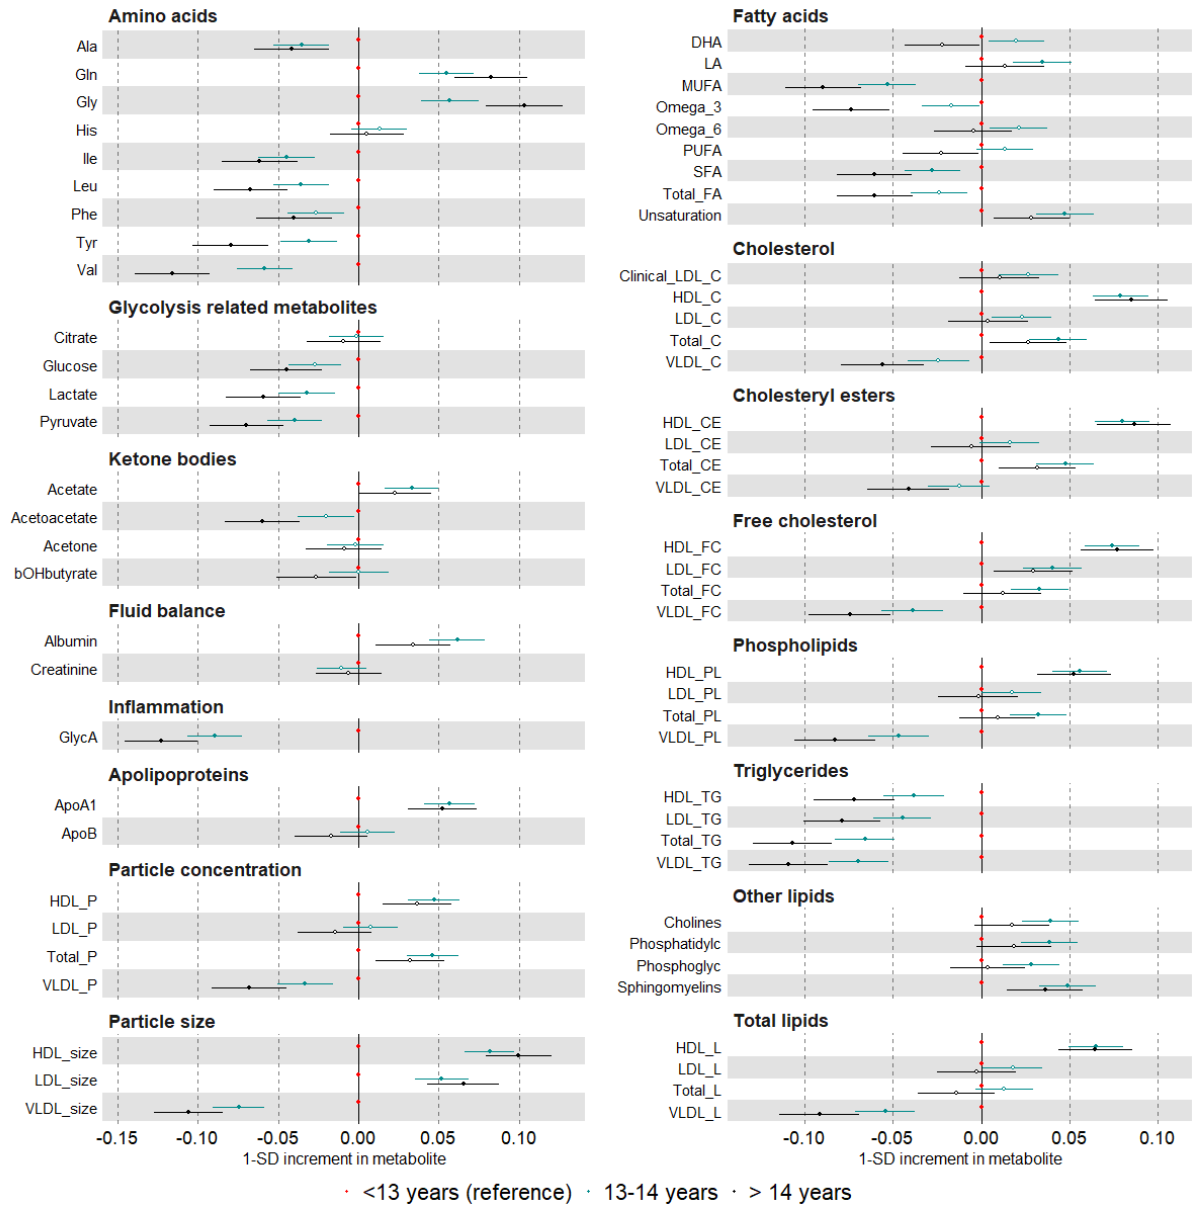 Amino acids
Ala
Gln
Gly
His
Ile
Leu
Phe
Tyr
Val
Glycolysis related metabolites
Citrate
Glucose
Lactate
Pyruvate
Ketone bodies
Acetate
Acetoacetate
Acetone
bOHbutyrate
Fluid balance
Albumin
Creatinine
Inflammation
GlycA
Apolipoproteins
ApoA1
ApoB
Particle concentration
HDL_P
LDL_P
Total_P
VLDL_P
Particle size
HDL_size
LDL_size
VLDL_size
-0.15 -0.10 -0.05 0.00 0.05 0.10
1-SD increment in metabolite
Fatty acids
DHA
LA
MUFA
Omega_3
Omega_6
PUFA
SFA
Total_FA
Unsaturation
Cholesterol
Clinical_LDL_C
HDL_C
LDL_C
Total_C
VLDL_C
Cholesteryl esters
HDL_CE
LDL_CE
Total_CE
VLDL_CE
Free cholesterol
HDL_FC
LDL_FC
Total_FC
VLDL_FC
Phospholipids
HDL_PL
LDL_PL
Total_PL
VLDL_PL
Triglycerides
HDL_TG
LDL_TG
Total_TG
VLDL_TG
Other lipids
Cholines
Phosphatidylc
Phosphoglyc
Sphingomyelins
Total lipids
HDL_L
LDL_L
Total_L
VLDL_L
-0.10 -0.05 0.00 0.05 0.10
1-SD increment in metabolite
<13 years (reference) 13-14 years > 14 years